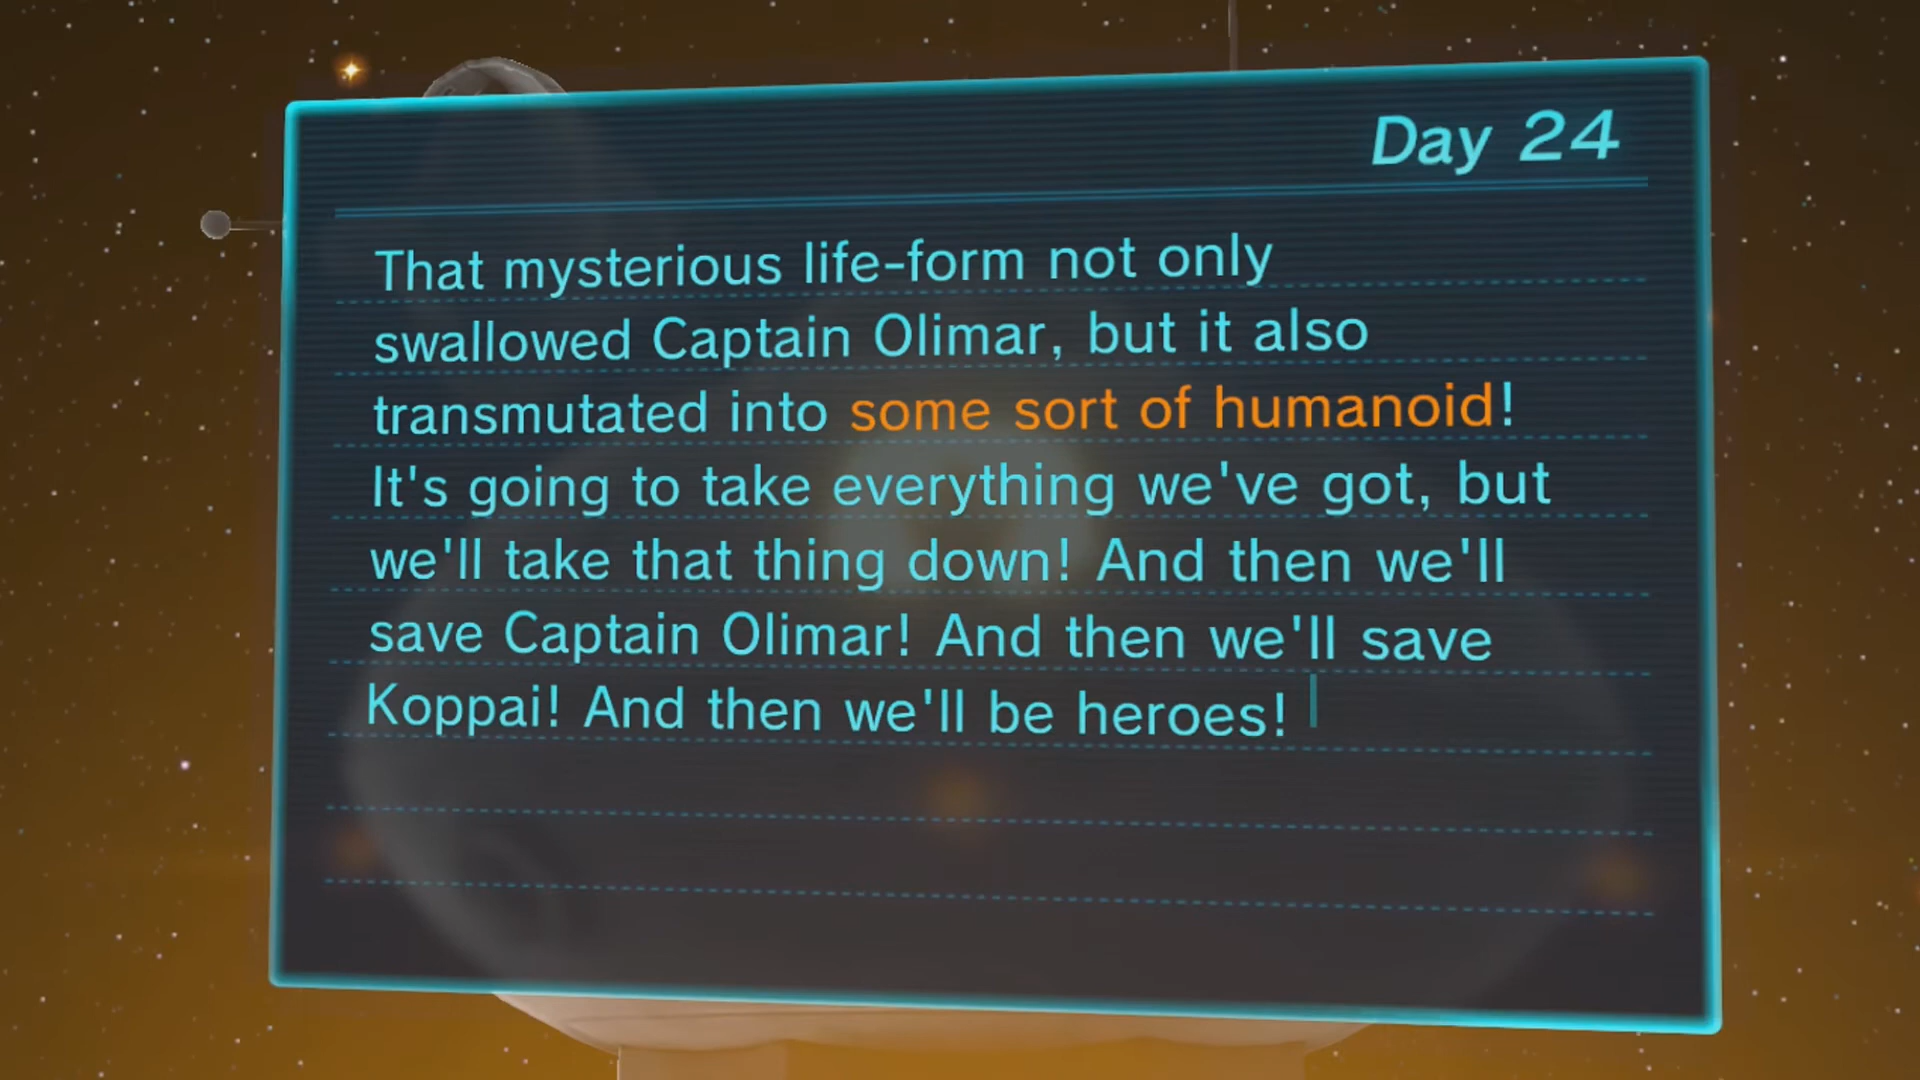 Day 24
That mysterious life-form not only
swallowed Captain Olimar, but it also
transmutated into some sort of humanoid!
It's going to take everything we've got, but
we'll take that thing down! And then we'll
save Captain Olimar! And then we'll save
Koppai! And then we'll be heroes!